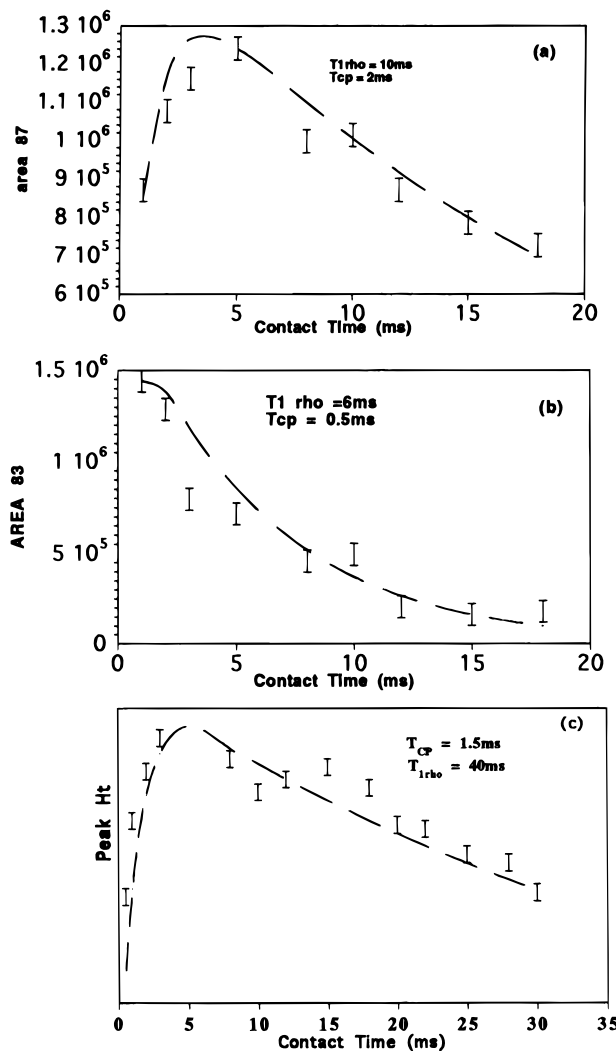 1.3 10⁶
1.2 10⁶
1.1 10⁶
1 10⁶
9 10⁵
8 10⁵
7 10⁵
6 10⁵
area 87
(a)
T1rho = 10ms
Tcp = 2ms
0 5 10 15 20
Contact Time (ms)
1.5 10⁶
1 10⁶
5 10⁵
0
AREA 83
(b)
T1 rho =6ms
Tcp = 0.5ms
0 5 10 15 20
Contact Time (ms)
Peak Ht
(c)
T_CP = 1.5ms
T_1rho = 40ms
0 5 10 15 20 25 30 35
Contact Time (ms)